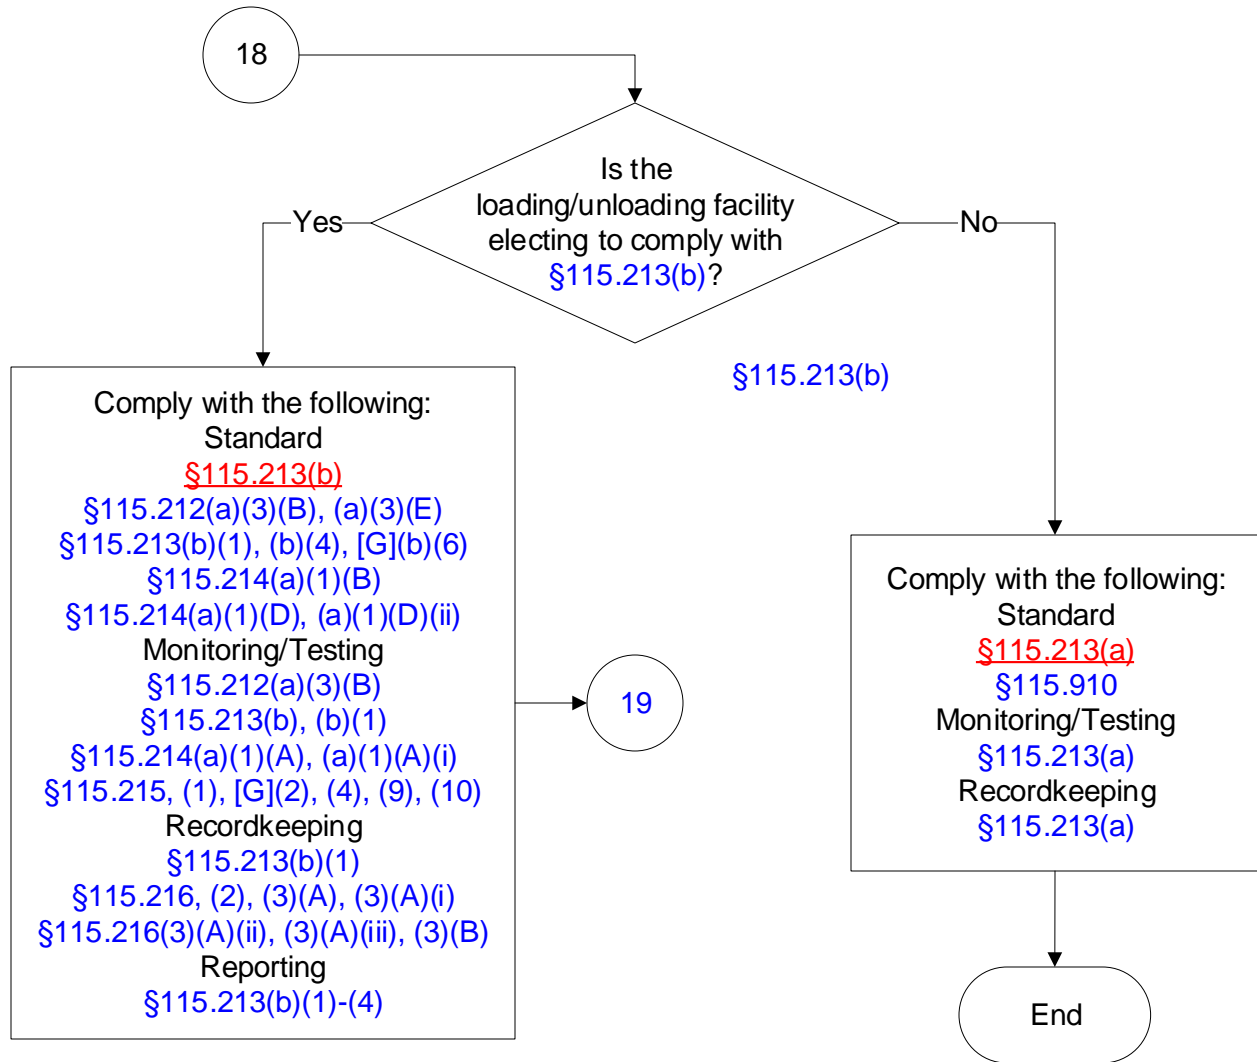 18
Is the
loading/unloading facility
electing to comply with
§115.213(b)?
Yes
No
§115.213(b)
Comply with the following:
Standard
§115.213(b)
§115.212(a)(3)(B), (a)(3)(E)
§115.213(b)(1), (b)(4), [G](b)(6)
§115.214(a)(1)(B)
§115.214(a)(1)(D), (a)(1)(D)(ii)
Monitoring/Testing
§115.212(a)(3)(B)
§115.213(b), (b)(1)
§115.214(a)(1)(A), (a)(1)(A)(i)
§115.215, (1), [G](2), (4), (9), (10)
Recordkeeping
§115.213(b)(1)
§115.216, (2), (3)(A), (3)(A)(i)
§115.216(3)(A)(ii), (3)(A)(iii), (3)(B)
Reporting
§115.213(b)(1)-(4)
19
Comply with the following:
Standard
§115.213(a)
§115.910
Monitoring/Testing
§115.213(a)
Recordkeeping
§115.213(a)
End